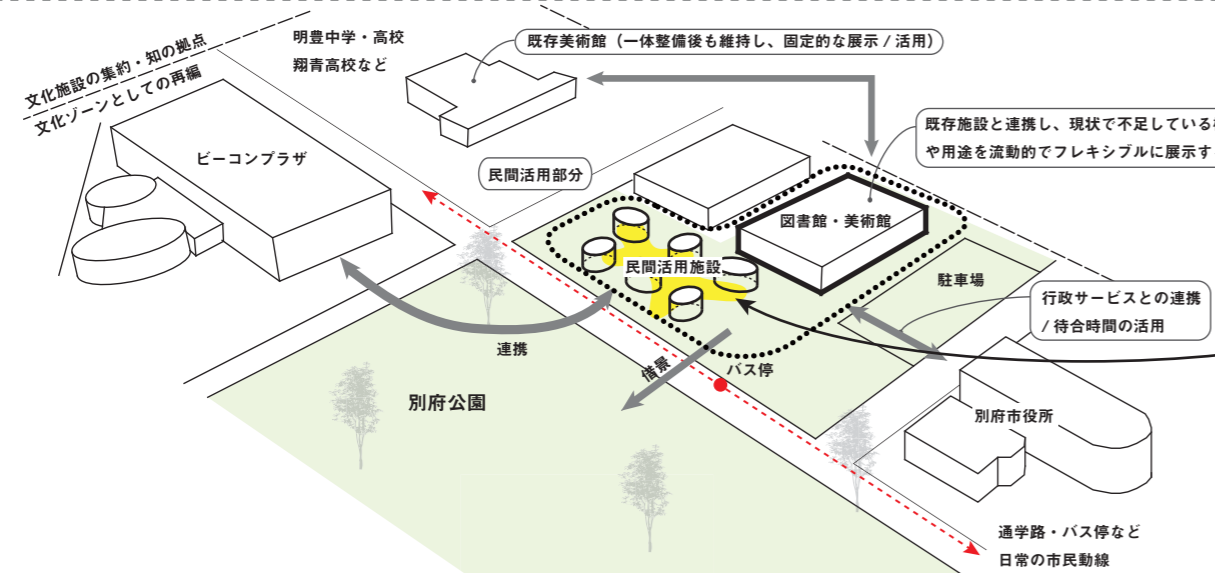 明豊中学・高校
翔青高校など
既存美術館（一体整備後も維持し、固定的な展示 / 活用）
文化施設の集約・知の拠点
文化ゾーンとしての再編
ビーコンプラザ
民間活用部分
既存施設と連携し、現状で不足している
や用途を流動的でフレキシブルに展示す
図書館・美術館
民間活用施設
駐車場
行政サービスとの連携
/ 待合時間の活用
連携
借景
バス停
別府公園
別府市役所
通学路・バス停など
日常の市民動線